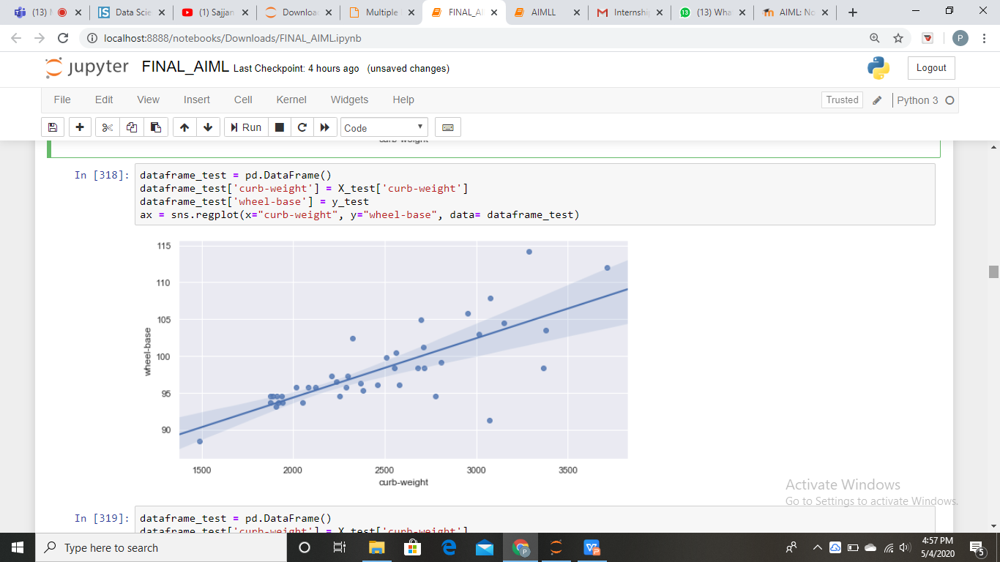 (13) M
Data Scie
(1) Sajjan
Downloa
Multiple
FINAL_A
AIMLL
Internshi
13
(13) Wha
AIML: No
localhost:8888/notebooks/Downloads/FINAL_AIML.ipynb
P
jupyter FINAL_AIML Last Checkpoint: 4 hours ago (unsaved changes)
Logout
File Edit View Insert Cell Kernel Widgets Help
Trusted
Python 3
Run
Code
curb-weight
In [318]:
dataframe_test = pd.DataFrame()
dataframe_test['curb-weight'] = X_test['curb-weight']
dataframe_test['wheel-base'] = y_test
ax = sns.regplot(x="curb-weight", y="wheel-base", data= dataframe_test)
115
110
105
100
95
90
wheel-base
1500 2000 2500 3000 3500
curb-weight
Activate Windows
Go to Settings to activate Windows.
In [319]:
dataframe_test = pd.DataFrame()
dataframe_test['curb-weight'] = X_test['curb-weight']
Type here to search
4:57 PM
5/4/2020
5